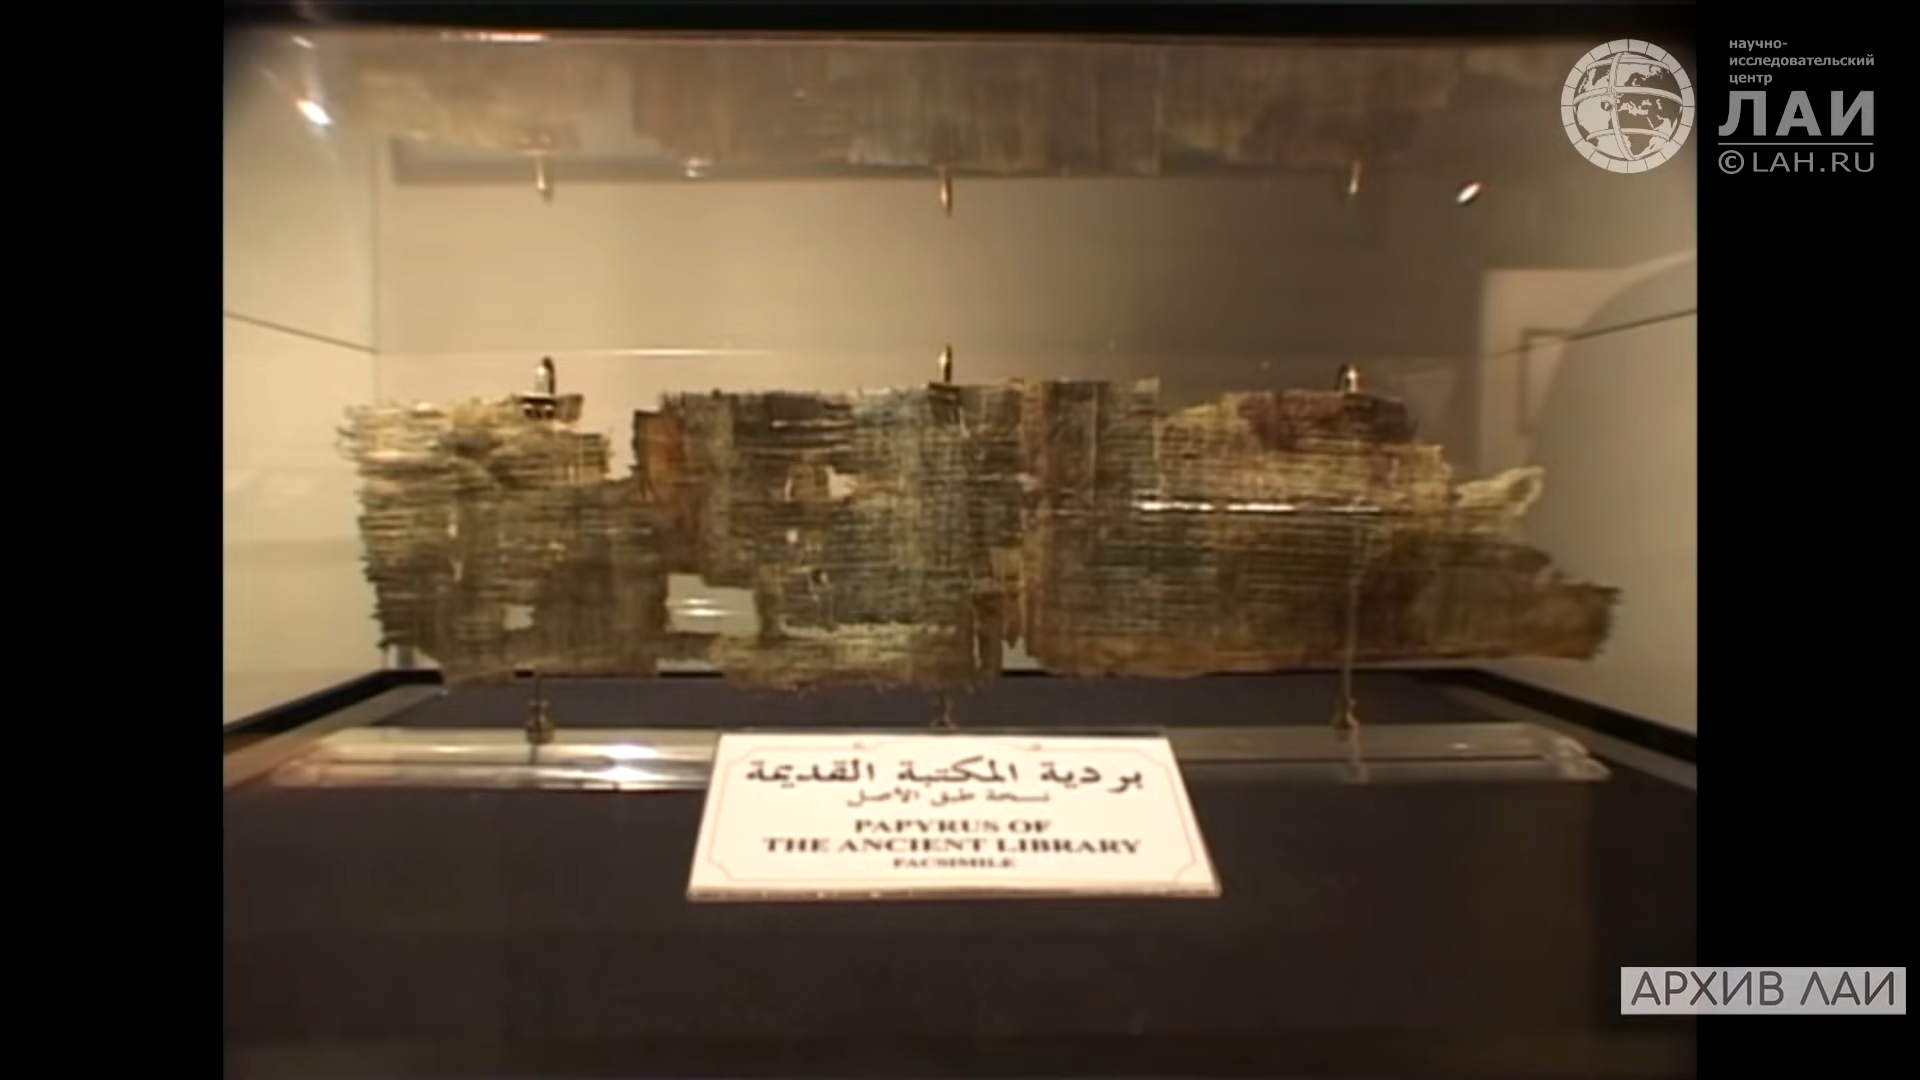 научно-
исследовательский
центр
ЛАИ
©LAH.RU
بردية المكتبة القديمة
نسخة طبق الأصل
PAPYRUS OF
THE ANCIENT LIBRARY
FACSIMILE
АРХИВ ЛАИ